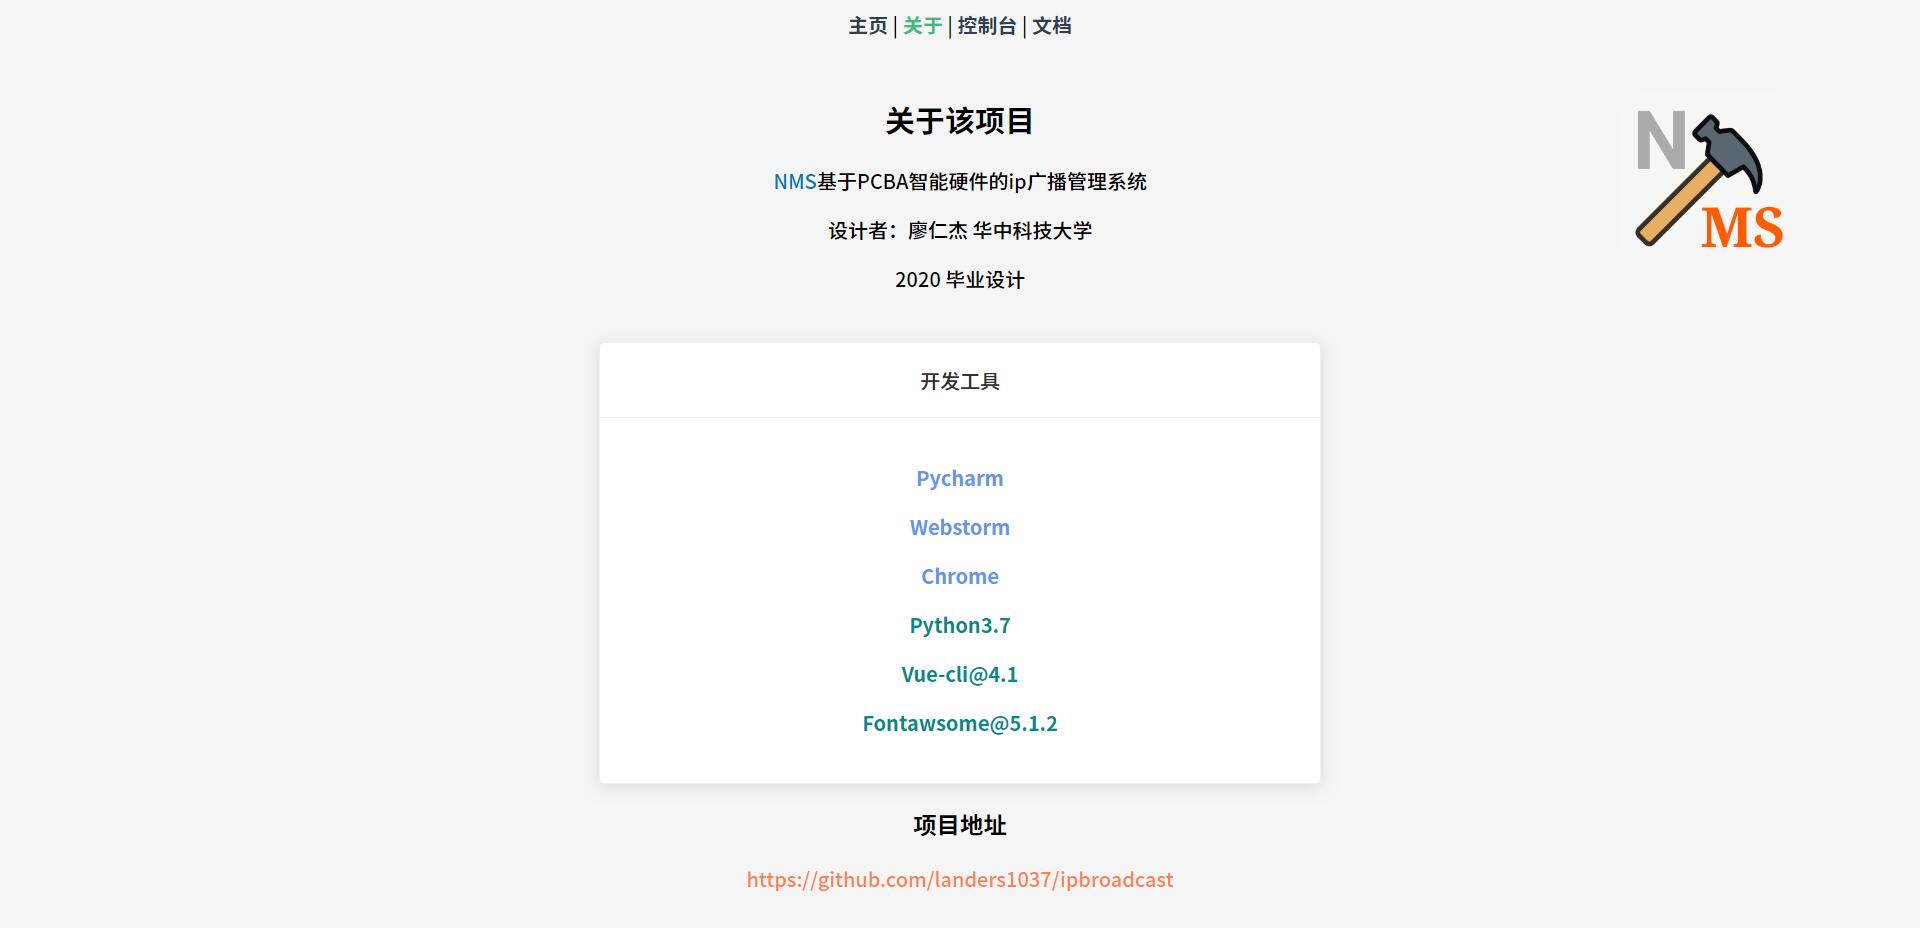 主页 | 关于 | 控制台 | 文档
关于该项目
N
MS
NMS基于PCBA智能硬件的ip广播管理系统
设计者：廖仁杰 华中科技大学
2020 毕业设计
开发工具
Pycharm
Webstorm
Chrome
Python3.7
Vue-cli@4.1
Fontawsome@5.1.2
项目地址
https://github.com/landers1037/ipbroadcast